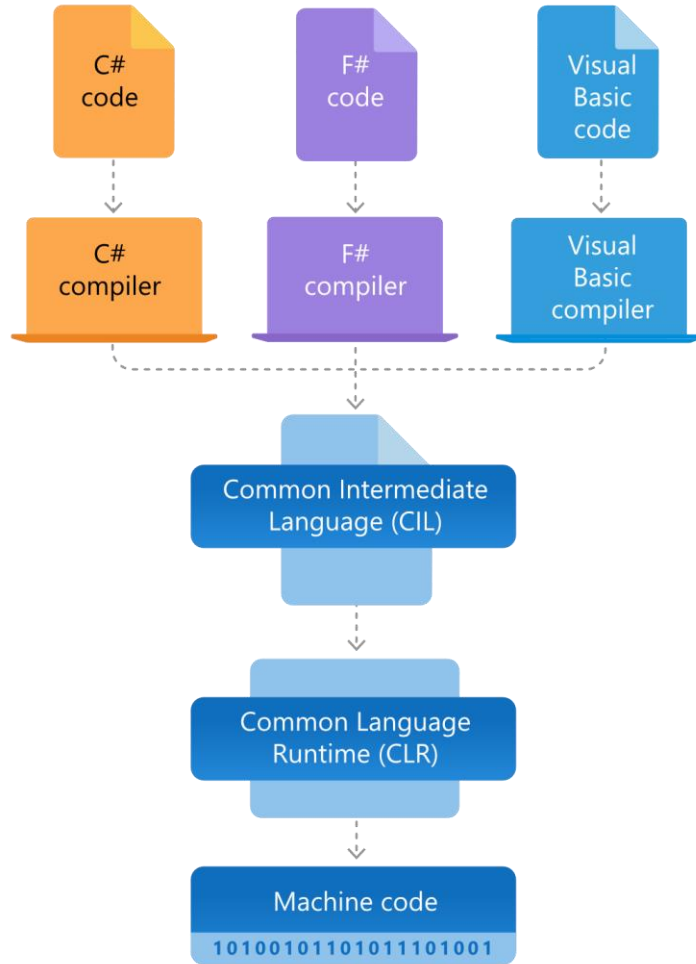 C#
code
F#
code
Visual
Basic
code
C#
compiler
F#
compiler
Visual
Basic
compiler
Common Intermediate
Language (CIL)
Common Language
Runtime (CLR)
Machine code
101001011010111101001